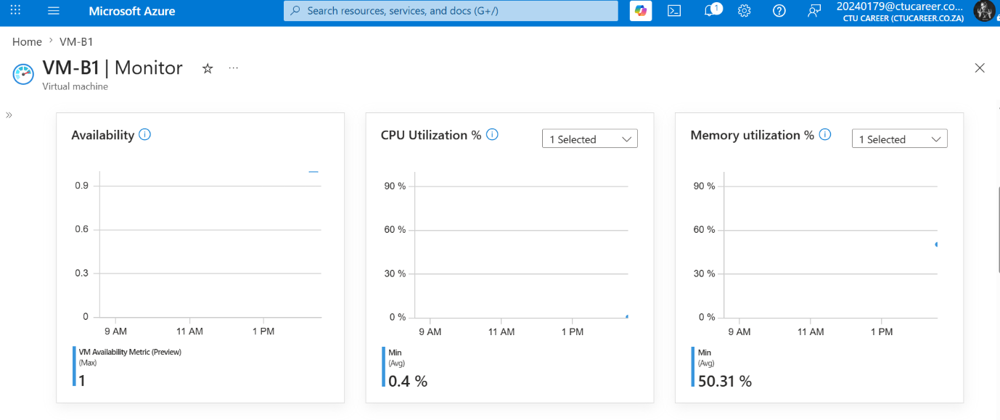 Microsoft Azure
Search resources, services, and docs (G+/)
1
20240179@ctucareer.co...
CTU CAREER (CTUCAREER.CO.ZA)
Home > VM-B1
VM-B1 | Monitor
Virtual machine
Availability
0.9
0.6
0.3
0
9 AM 11 AM 1 PM
VM Availability Metric (Preview)
(Max)
1
CPU Utilization %
1 Selected
90 %
60 %
30 %
0 %
9 AM 11 AM 1 PM
Min
(Avg)
0.4 %
Memory utilization %
1 Selected
90 %
60 %
30 %
0 %
9 AM 11 AM 1 PM
Min
(Avg)
50.31 %